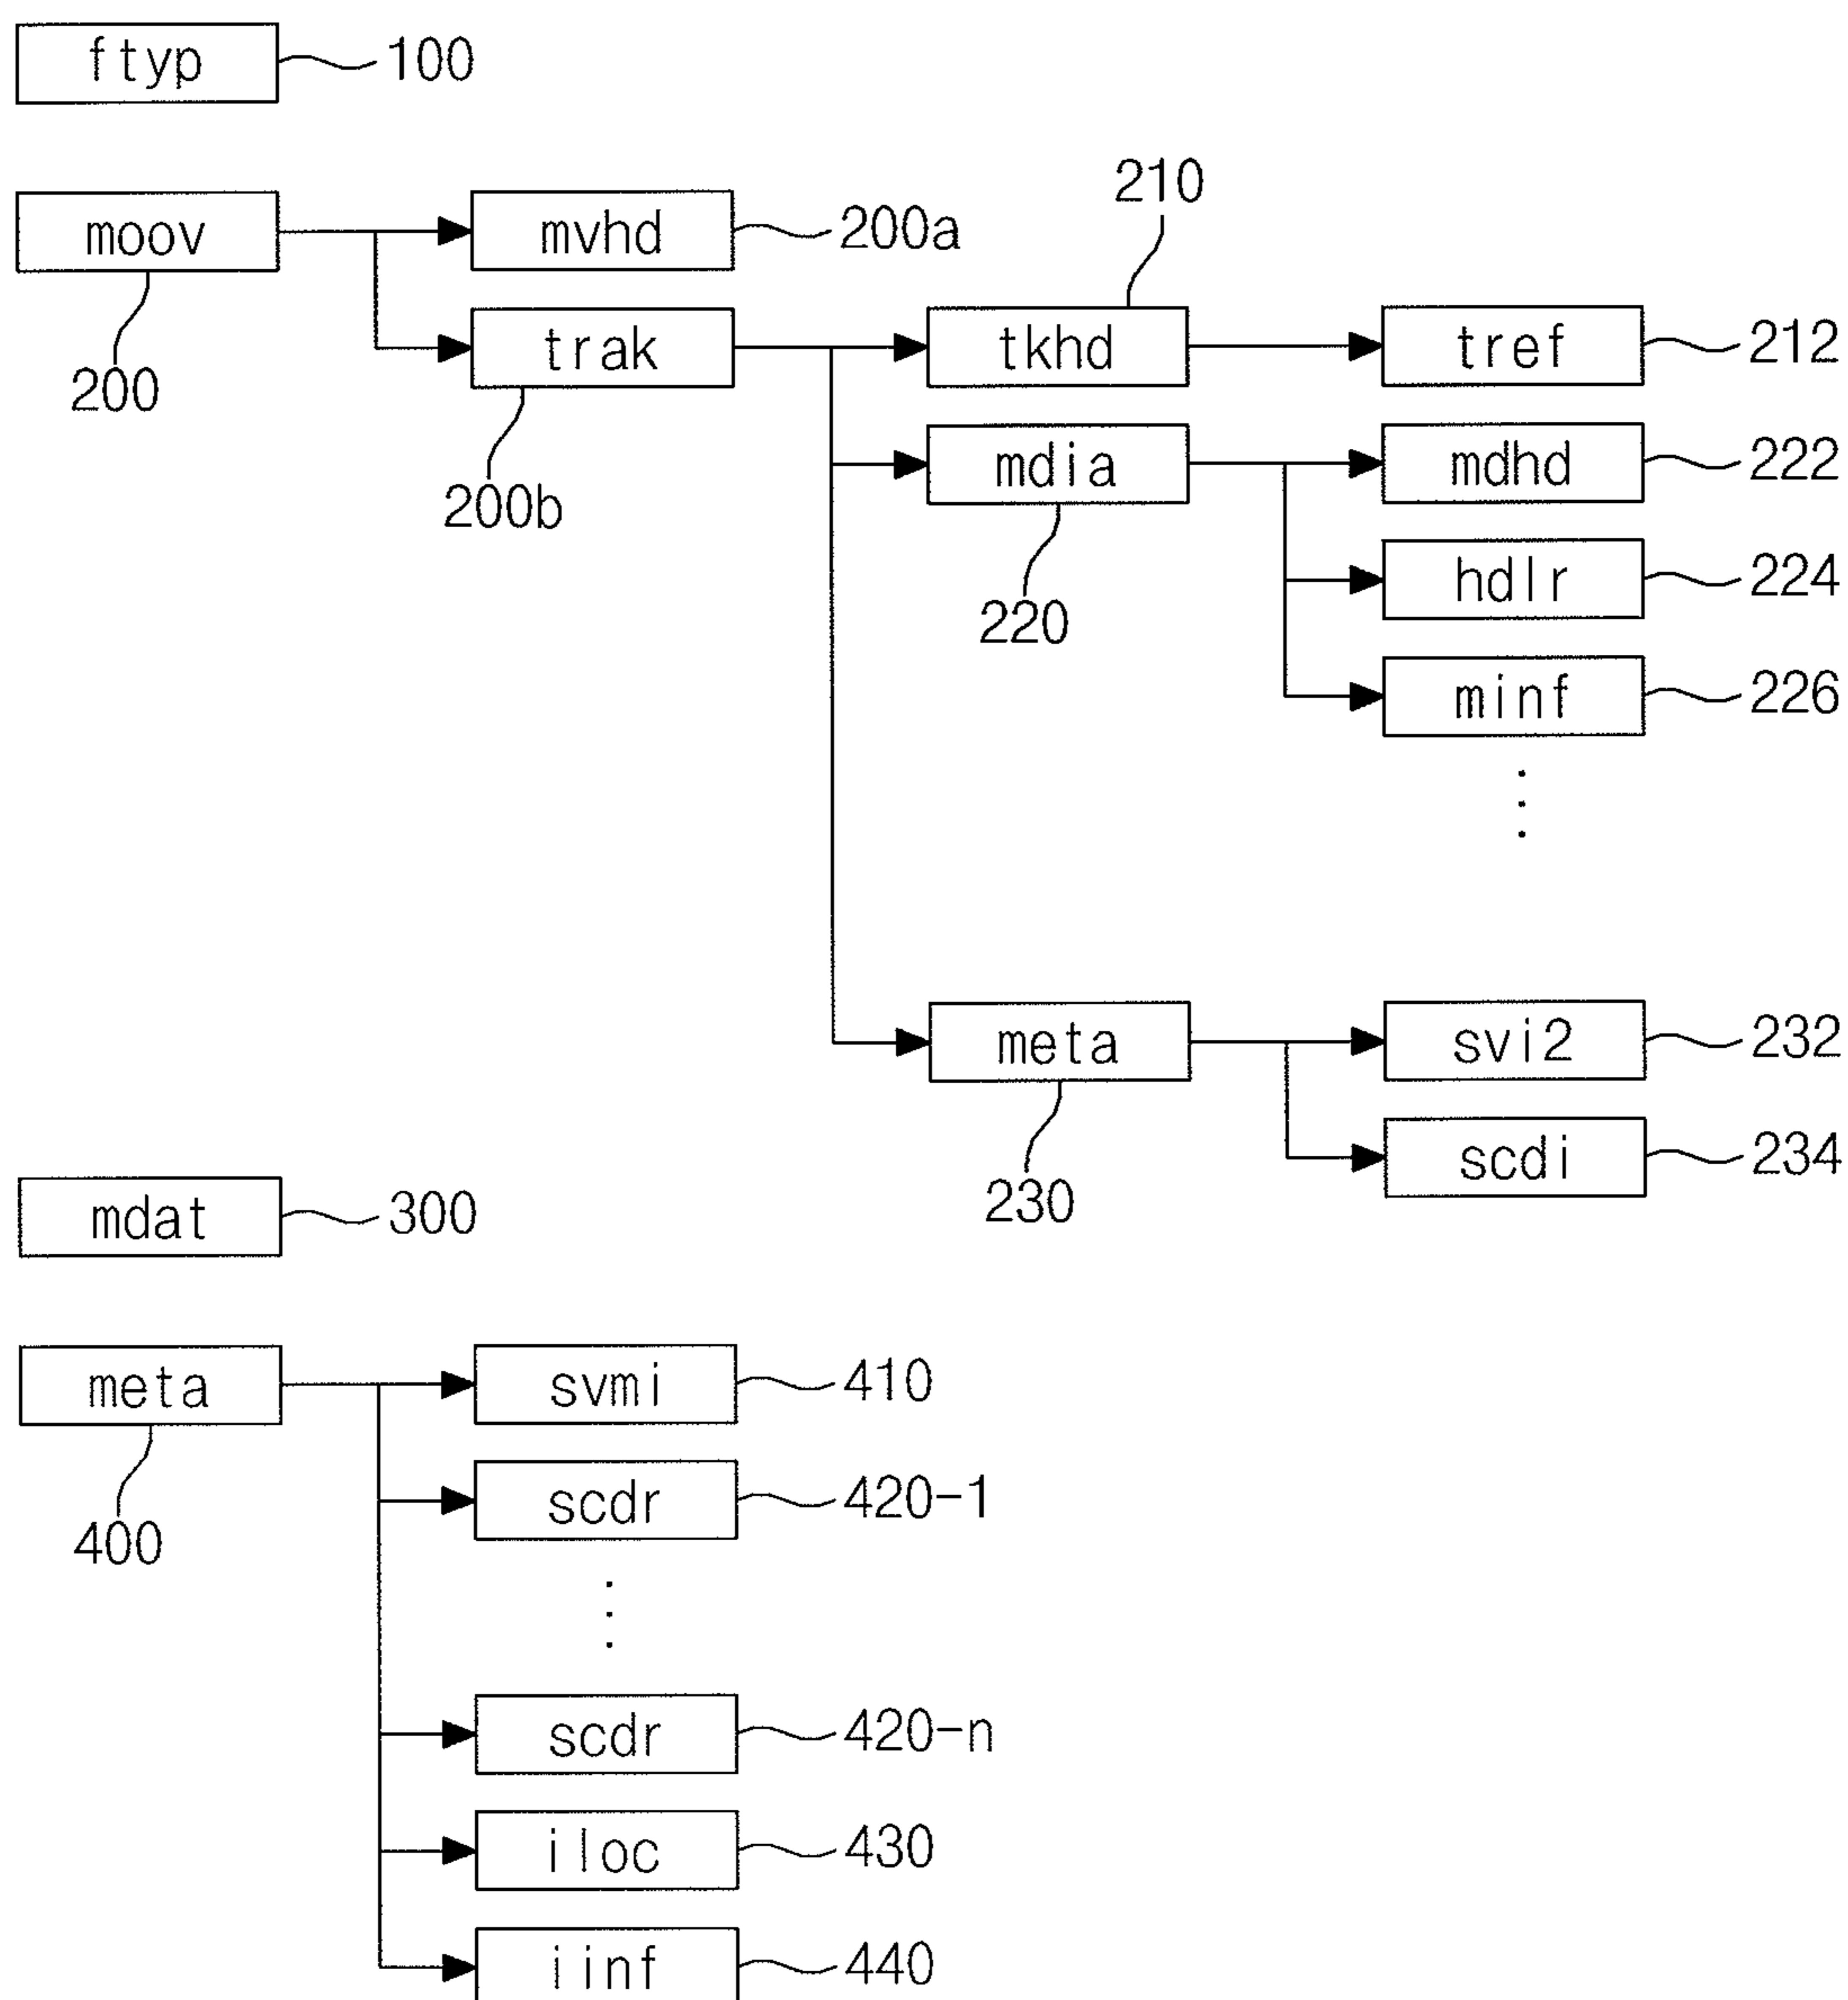 ftyp 100
210
moov mvhd 200a
trak tkhd tref 212
200
mdia mdhd 222
200b
hdlr 224
220
minf 226
meta svi2 232
scdi 234
230
mdat 300
meta svmi 410
scdr 420-1
400
scdr 420-n
iloc 430
iinf 440